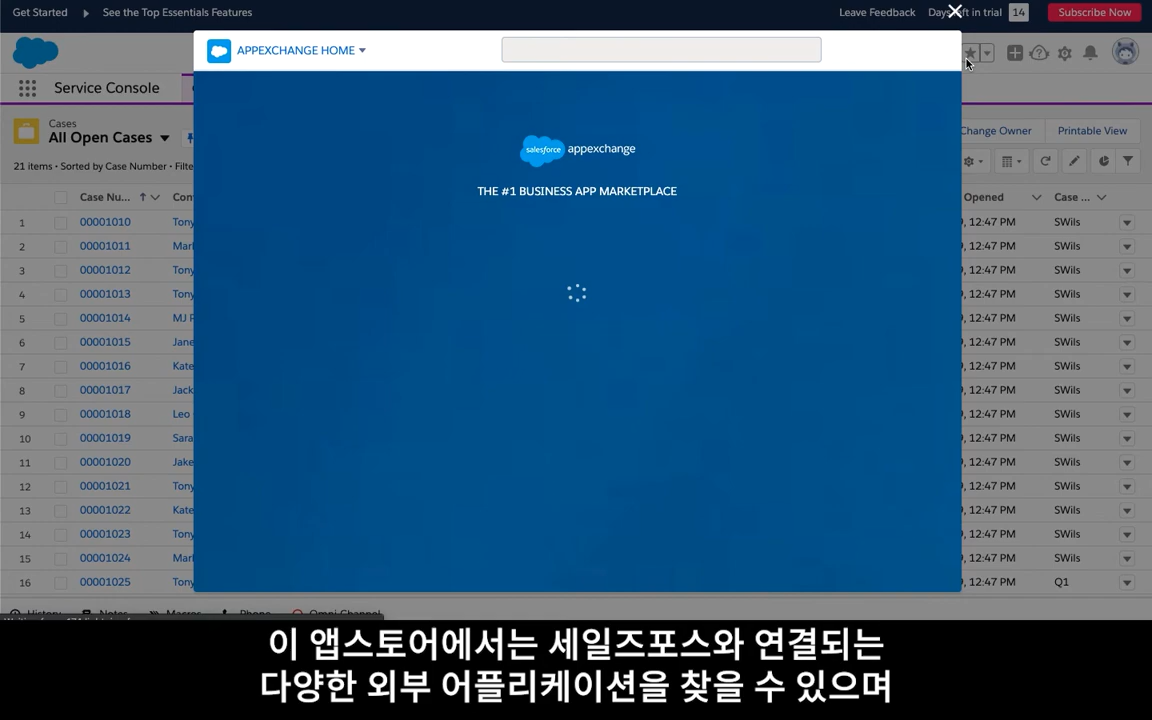 Get Started
See the Top Essentials Features
Leave Feedback
Days left in trial
14
Subscribe Now
APPEXCHANGE HOME
Service Console
salesforce appexchange
THE #1 BUSINESS APP MARKETPLACE
Cases
All Open Cases
Change Owner
Printable View
21 items • Sorted by Case Number •
Case Nu...
Opened
Case ...
1 00001010 Tony , 12:47 PM SWils
2 00001011 , 12:47 PM SWils
3 00001012 Tony , 12:47 PM SWils
4 00001013 Tony , 12:47 PM SWils
5 00001014 MJ , 12:47 PM SWils
6 00001015 Jane , 12:47 PM SWils
7 00001016 Kate , 12:47 PM SWils
8 00001017 Jack , 12:47 PM SWils
9 00001018 Leo , 12:47 PM SWils
10 00001019 Sara , 12:47 PM SWils
11 00001020 Jake , 12:47 PM SWils
12 00001021 Tony , 12:47 PM SWils
13 00001022 Kate , 12:47 PM SWils
14 00001023 Tony , 12:47 PM SWils
15 00001024 , 12:47 PM SWils
16 00001025 Tony , 12:47 PM Q1
History Notes Macros Phone Omni-Channel
이 앱스토어에서는 세일즈포스와 연결되는
다양한 외부 어플리케이션을 찾을 수 있으며